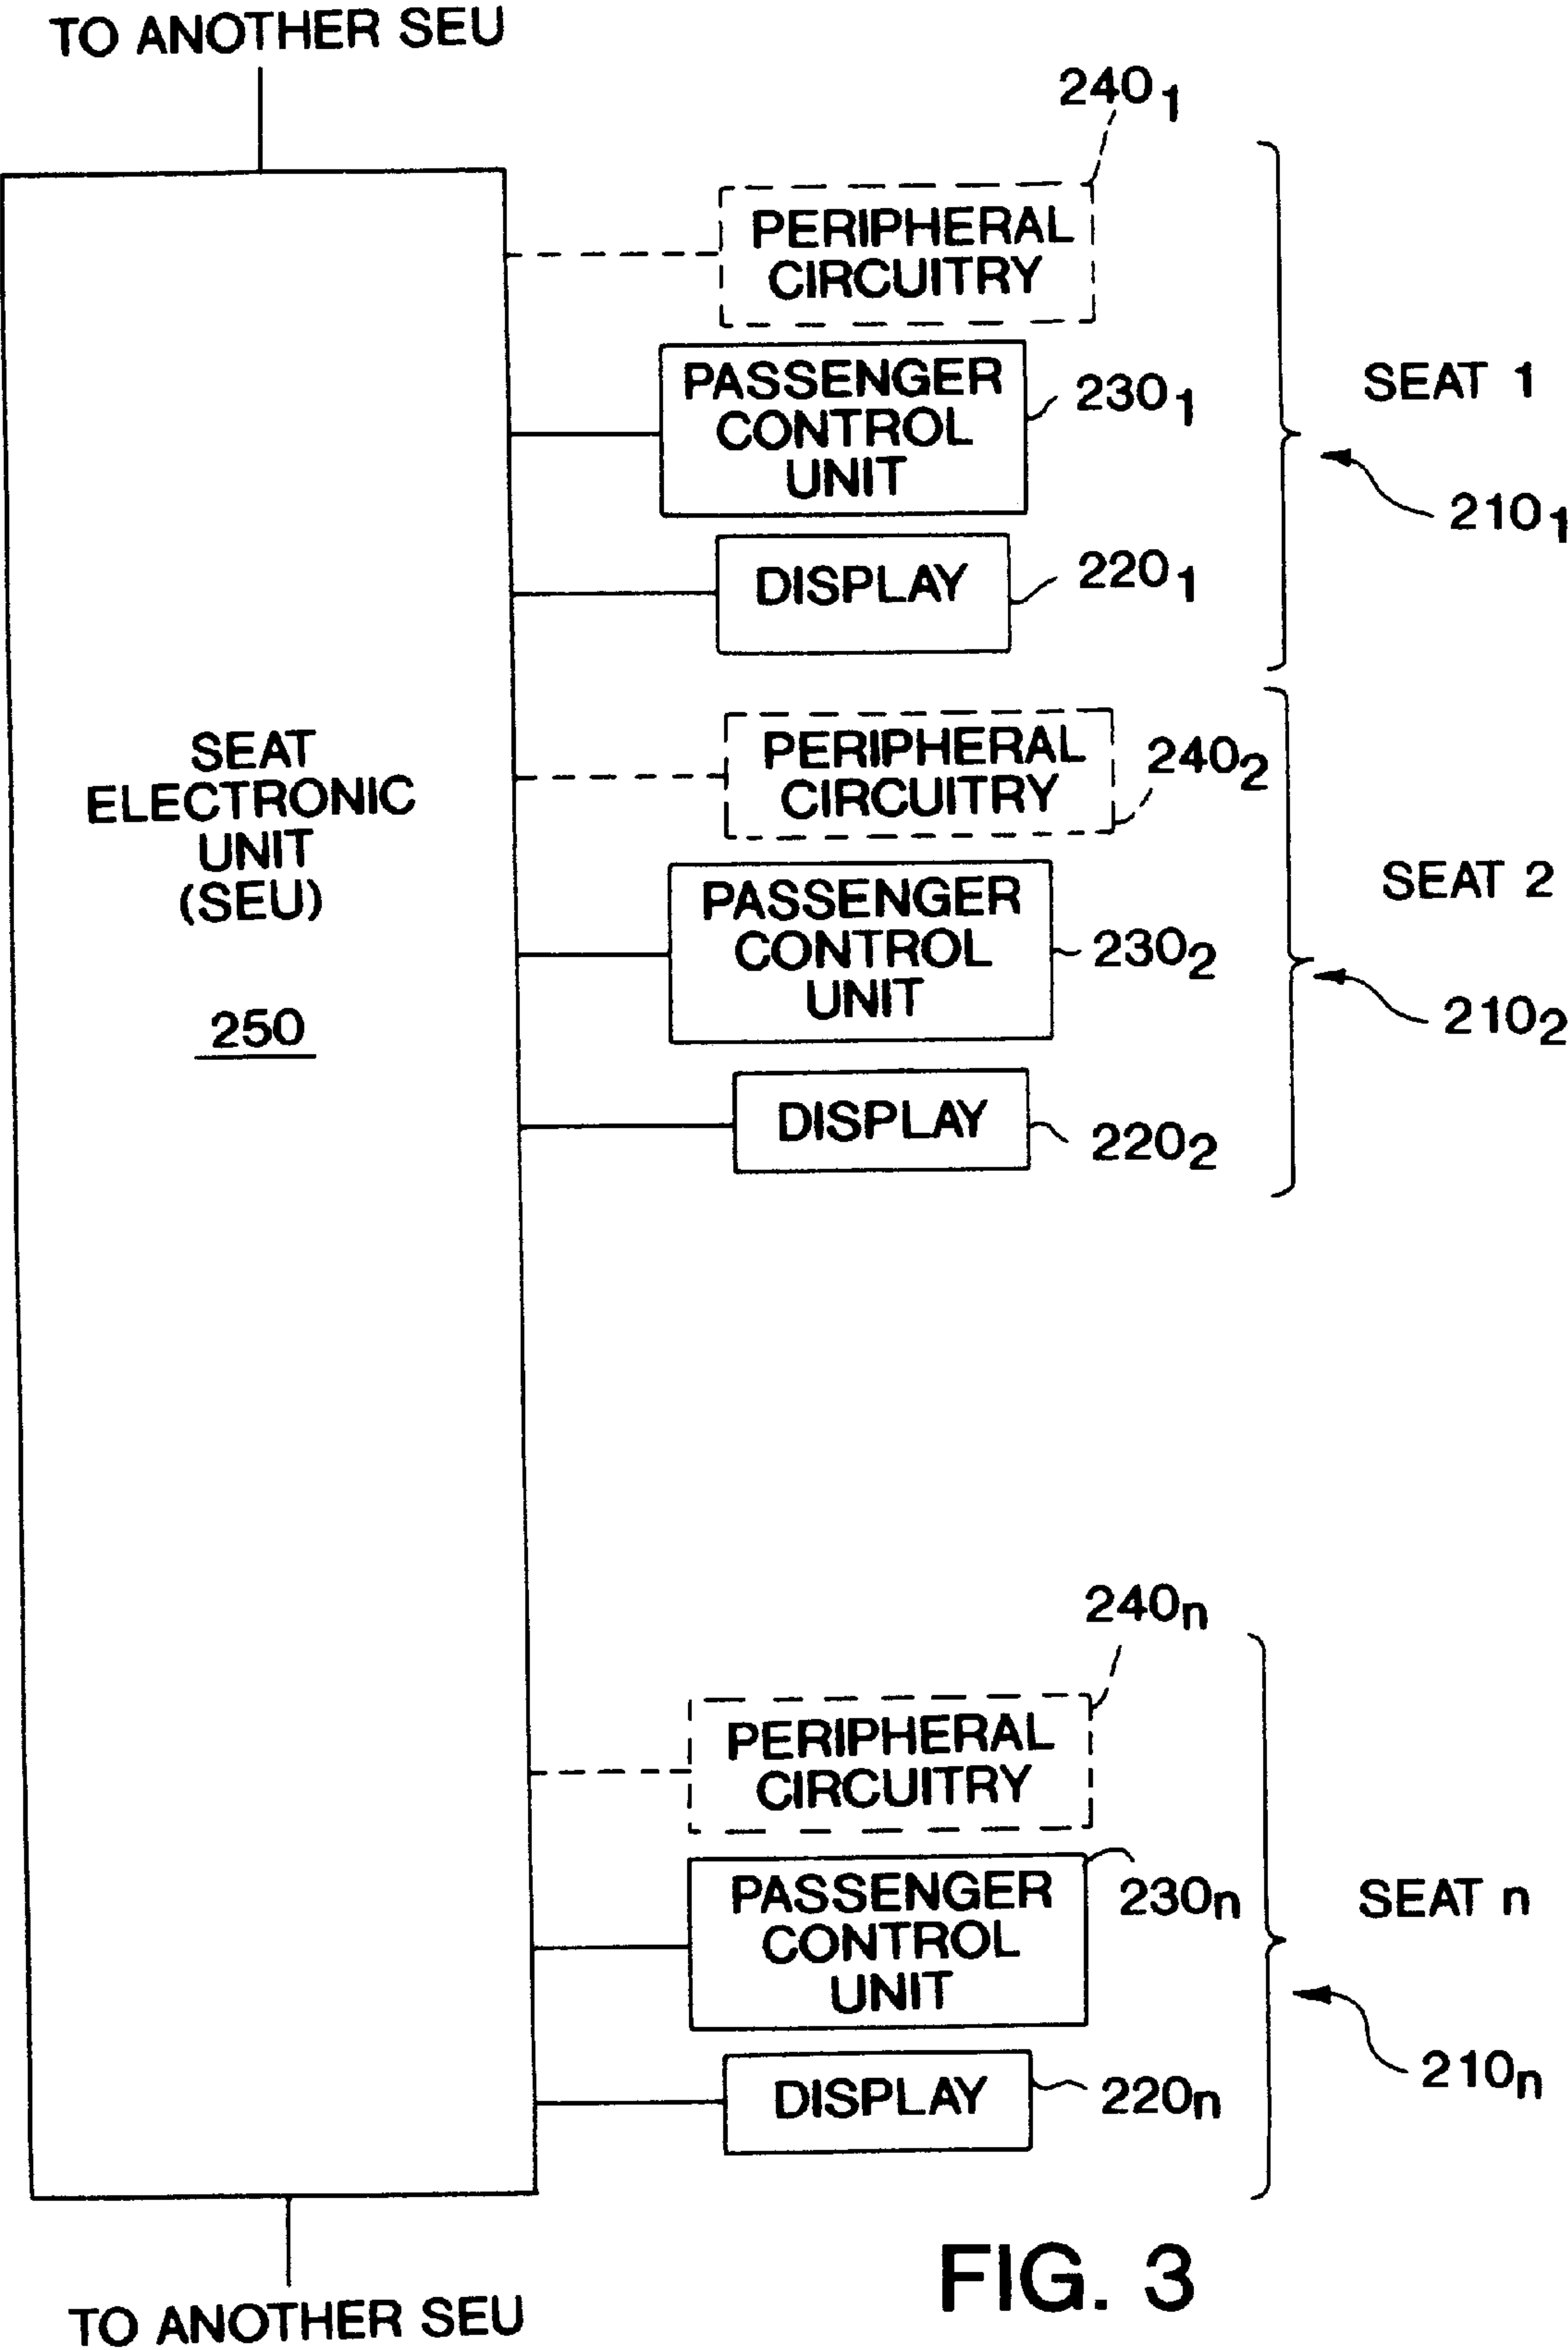 TO ANOTHER SEU
240₁
PERIPHERAL
CIRCUITRY
PASSENGER
CONTROL
UNIT
230₁
SEAT 1
210₁
DISPLAY
220₁
SEAT
ELECTRONIC
UNIT
(SEU)
250
PERIPHERAL
CIRCUITRY
240₂
PASSENGER
CONTROL
UNIT
230₂
SEAT 2
210₂
DISPLAY
220₂
240ₙ
PERIPHERAL
CIRCUITRY
PASSENGER
CONTROL
UNIT
230ₙ
SEAT n
210ₙ
DISPLAY
220ₙ
TO ANOTHER SEU
FIG. 3